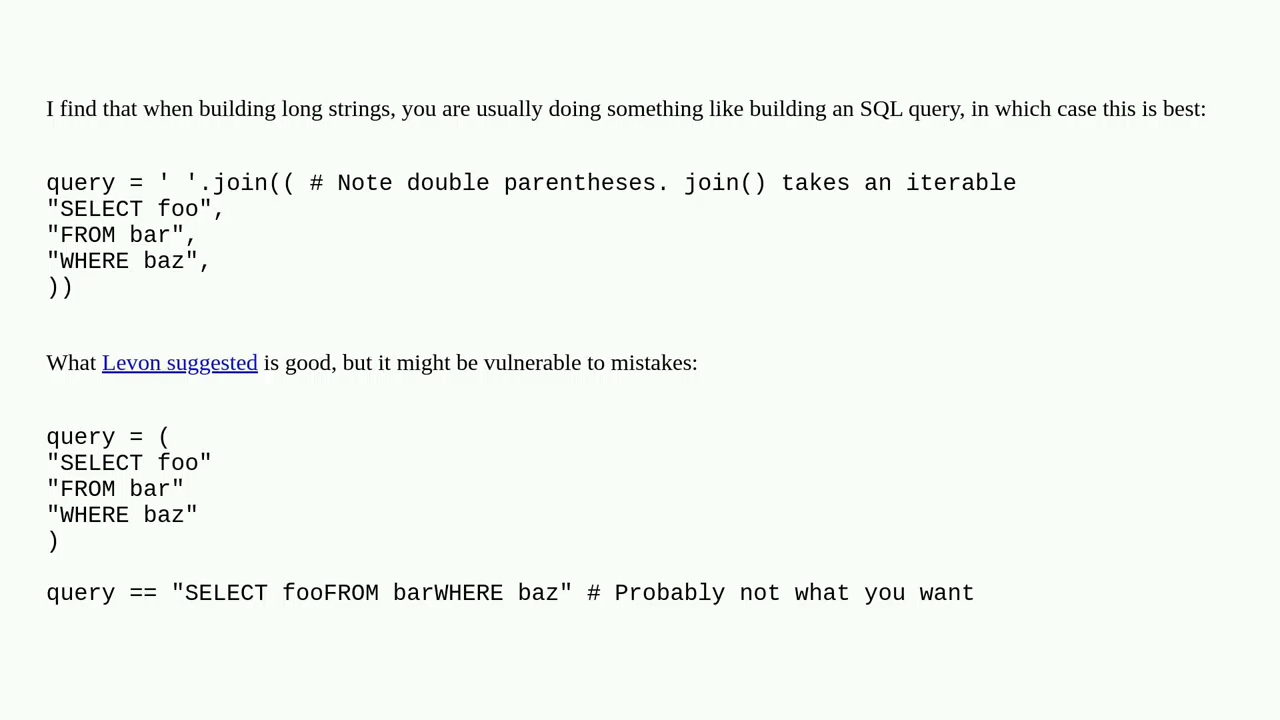 I find that when building long strings, you are usually doing something like building an SQL query, in which case this is best:
query = ' '.join(( # Note double parentheses. join() takes an iterable
"SELECT foo",
"FROM bar",
"WHERE baz",
))
What Levon suggested is good, but it might be vulnerable to mistakes:
query = (
"SELECT foo"
"FROM bar"
"WHERE baz"
)
query == "SELECT fooFROM barWHERE baz" # Probably not what you want